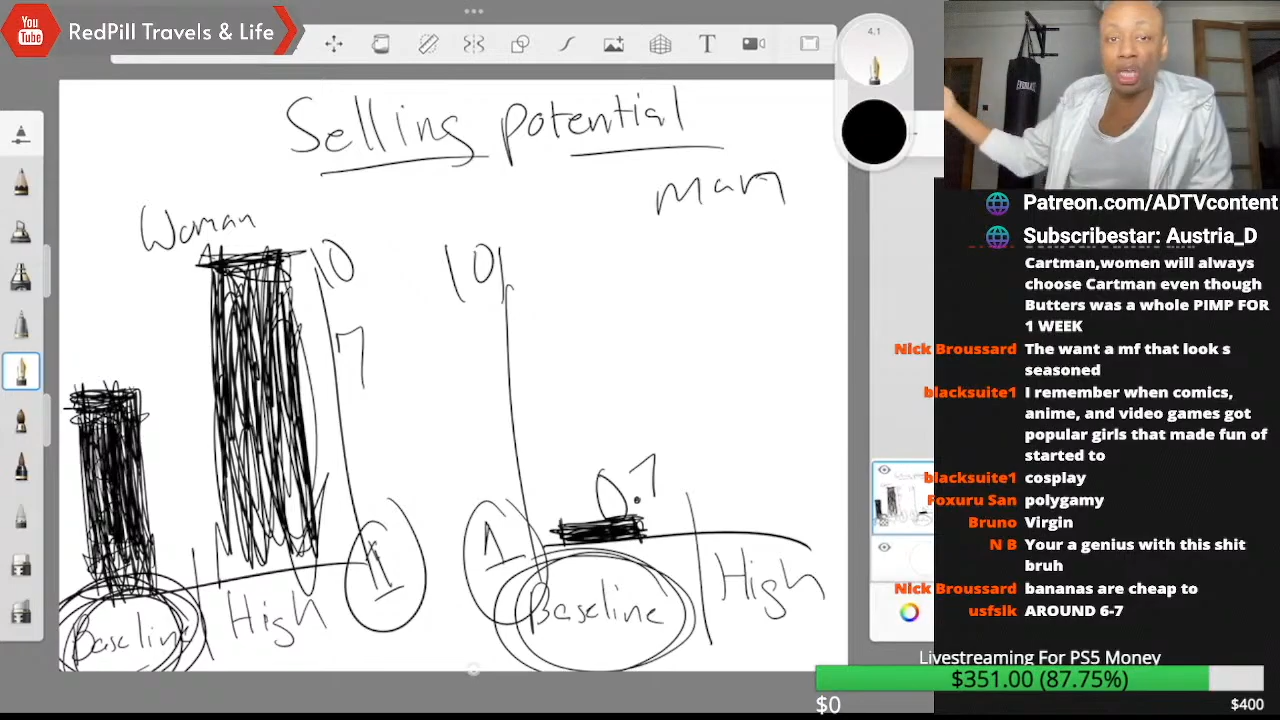 You
Tube
RedPill Travels & Life
4.1
T
Selling potential
Woman
man
10
7
10
0.7
1
1
Baseline
High
Baseline
High
EVERLAST
Patreon.com/ADTVcontent
Subscribestar: Austria_D
Cartman,women will always
choose Cartman even though
Butters was a whole PIMP FOR
1 WEEK
Nick Broussard The want a mf that look s
seasoned
blacksuite1 I remember when comics,
anime, and video games got
popular girls that made fun of
started to
blacksuite1 cosplay
Foxuru San polygamy
Bruno Virgin
N B Your a genius with this shit
bruh
Nick Broussard bananas are cheap to
usfslk AROUND 6-7
Livestreaming For PS5 Money
$351.00 (87.75%)
$0
$400